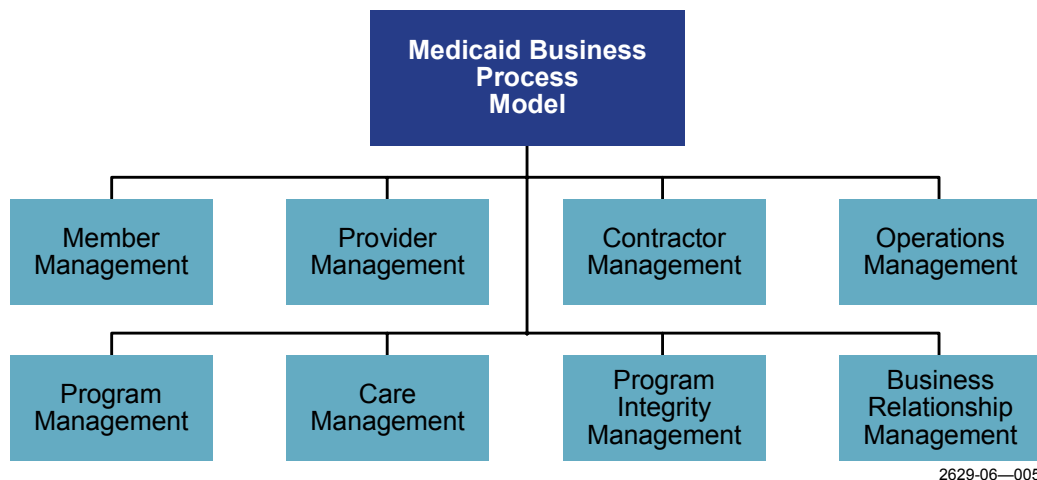 Medicaid Business
Process
Model
Member
Management
Provider
Management
Contractor
Management
Operations
Management
Program
Management
Care
Management
Program
Integrity
Management
Business
Relationship
Management
2629-06—005